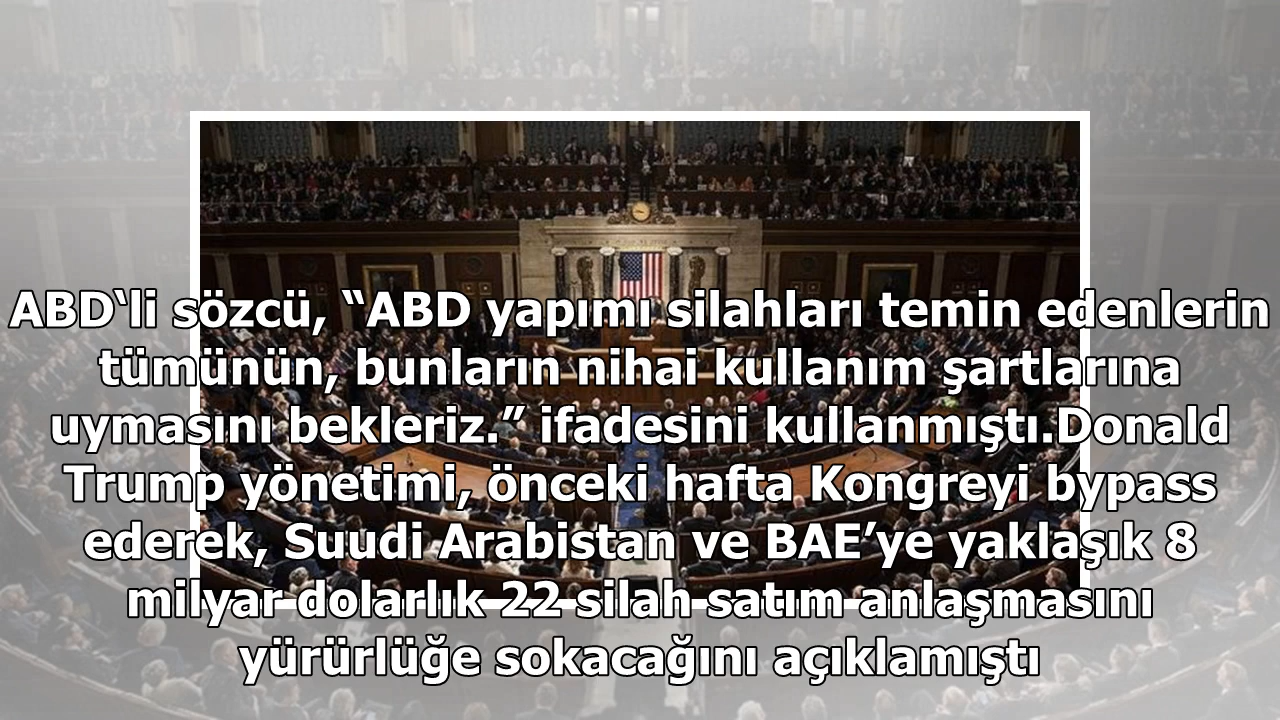 ABD‘li sözcü, “ABD yapımı silahları temin edenlerin
tümünün, bunların nihai kullanım şartlarına
uymasını bekleriz.” ifadesini kullanmıştı.Donald
Trump yönetimi, önceki hafta Kongreyi bypass
ederek, Suudi Arabistan ve BAE’ye yaklaşık 8
milyar dolarlık 22 silah satım anlaşmasını
yürürlüğe sokacağını açıklamıştı